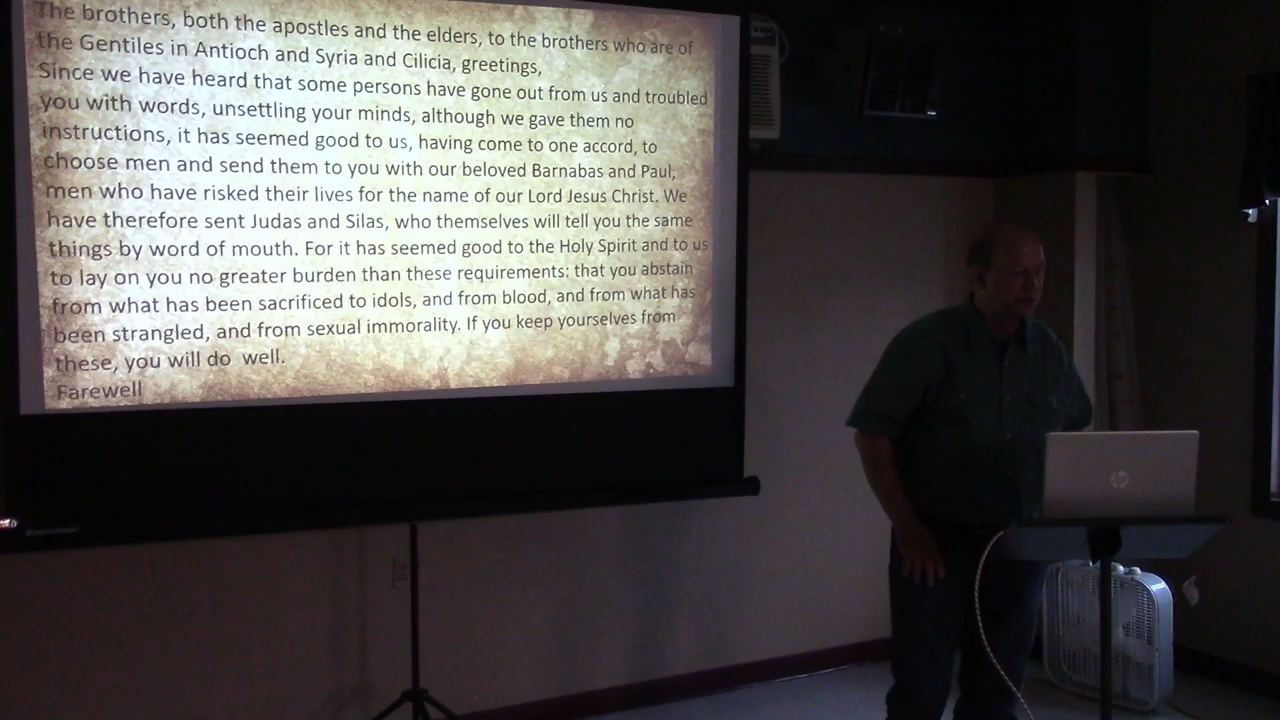 The brothers, both the apostles and the elders, to the brothers who are of
the Gentiles in Antioch and Syria and Cilicia, greetings,
Since we have heard that some persons have gone out from us and troubled
you with words, unsettling your minds, although we gave them no
instructions, it has seemed good to us, having come to one accord, to
choose men and send them to you with our beloved Barnabas and Paul,
men who have risked their lives for the name of our Lord Jesus Christ. We
have therefore sent Judas and Silas, who themselves will tell you the same
things by word of mouth. For it has seemed good to the Holy Spirit and to us
to lay on you no greater burden than these requirements: that you abstain
from what has been sacrificed to idols, and from blood, and from what has
been strangled, and from sexual immorality. If you keep yourselves from
these, you will do well.
Farewell
hp